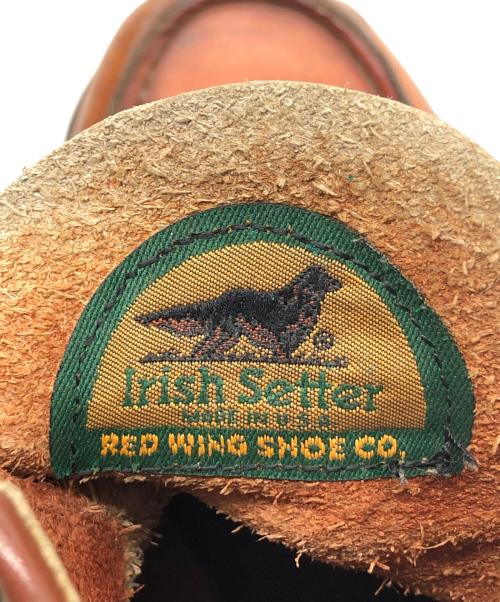 ®
Irish Setter
MADE IN U.S.A
RED WING SHOE CO.